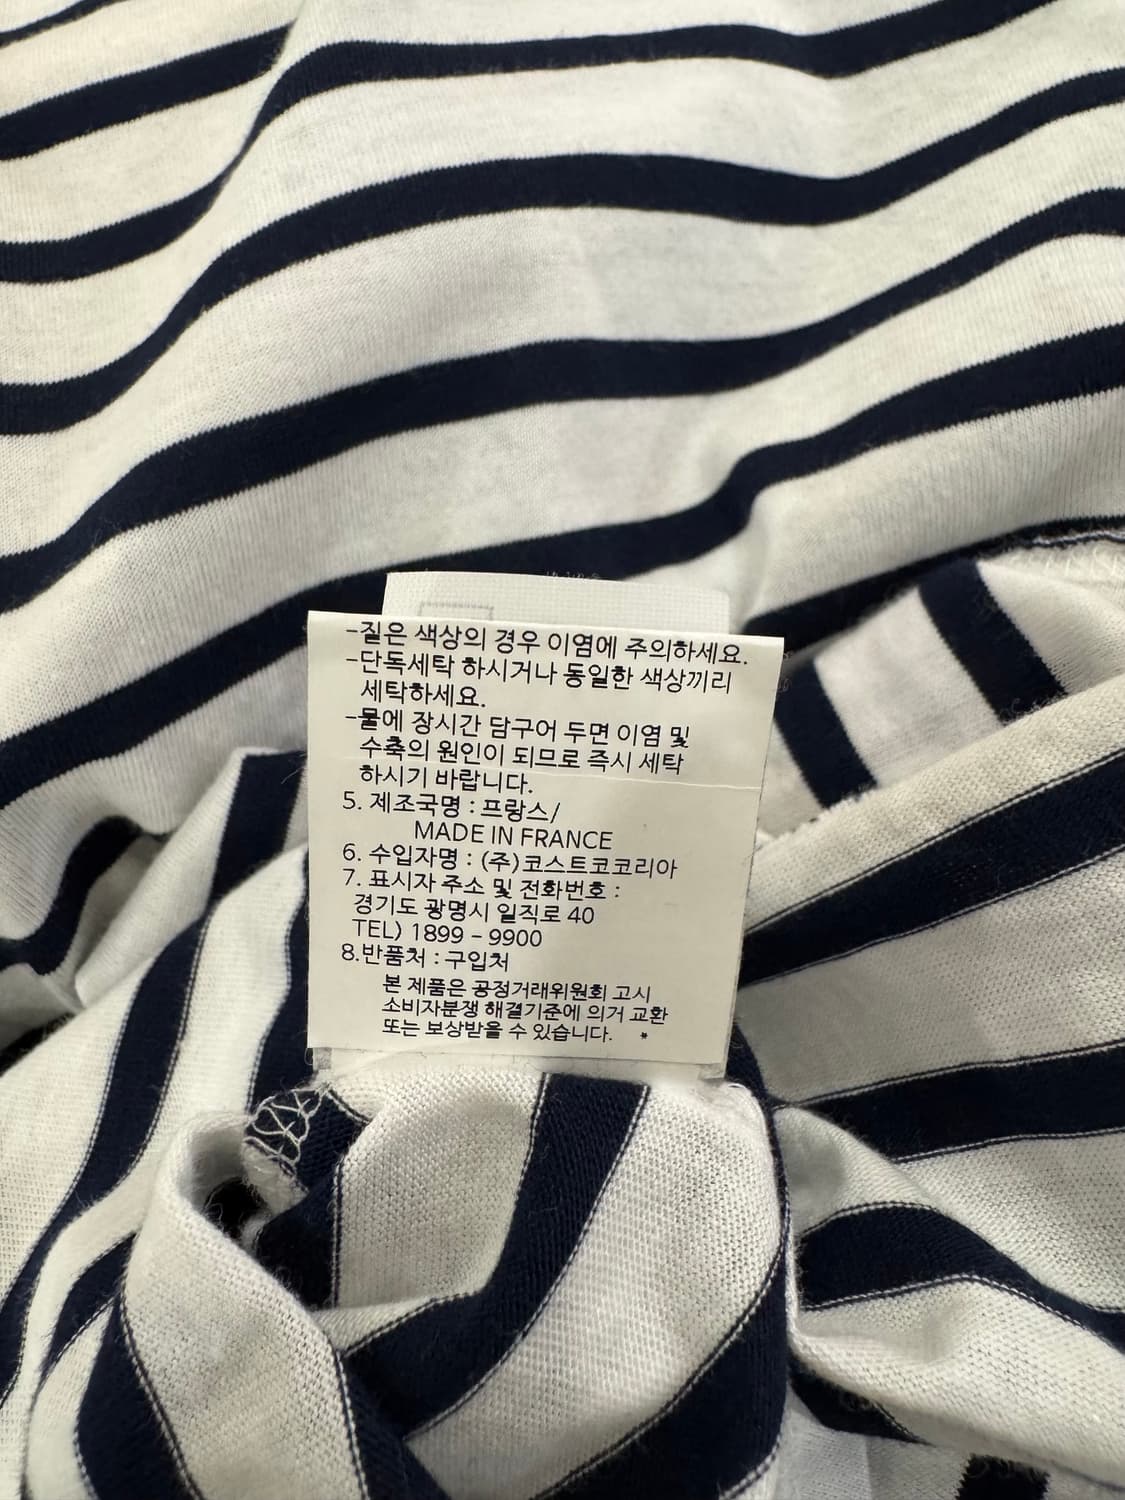 -짙은 색상의 경우 이염에 주의하세요.
-단독세탁 하시거나 동일한 색상끼리
세탁하세요.
-물에 장시간 담구어 두면 이염 및
수축의 원인이 되므로 즉시 세탁
하시기 바랍니다.
5. 제조국명 : 프랑스/
MADE IN FRANCE
6. 수입자명 : (주)코스트코코리아
7. 표시자 주소 및 전화번호 :
경기도 광명시 일직로 40
TEL) 1899 - 9900
8.반품처 : 구입처
본 제품은 공정거래위원회 고시
소비자분쟁 해결기준에 의거 교환
또는 보상받을 수 있습니다. *